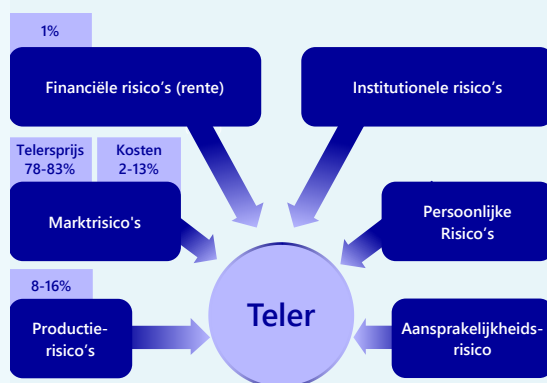 1%
Financiële risico's (rente)
Institutionele risico's
Telersprijs
78-83%
Kosten
2-13%
Marktrisico's
Persoonlijke
Risico's
8-16%
Productie-
risico's
Teler
Aansprakelijkheids-
risico